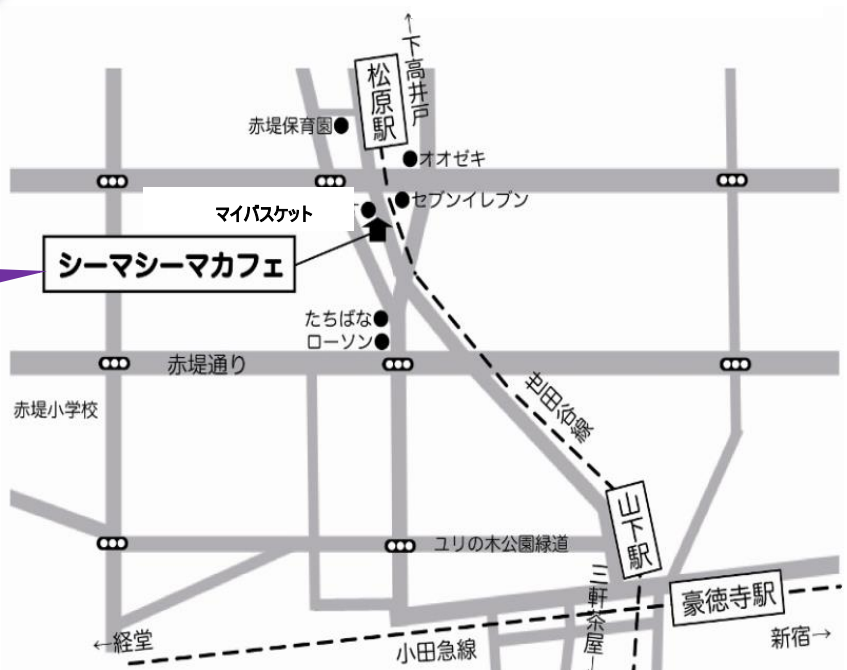 ←下高井戸
松原駅
赤堤保育園
オオゼキ
セブンイレブン
マイバスケット
シーマシーマカフェ
たちばな
ローソン
赤堤通り
赤堤小学校
世田谷線
山下駅
ユリの木公園緑道
三軒茶屋→
豪徳寺駅
←経堂
小田急線
新宿→